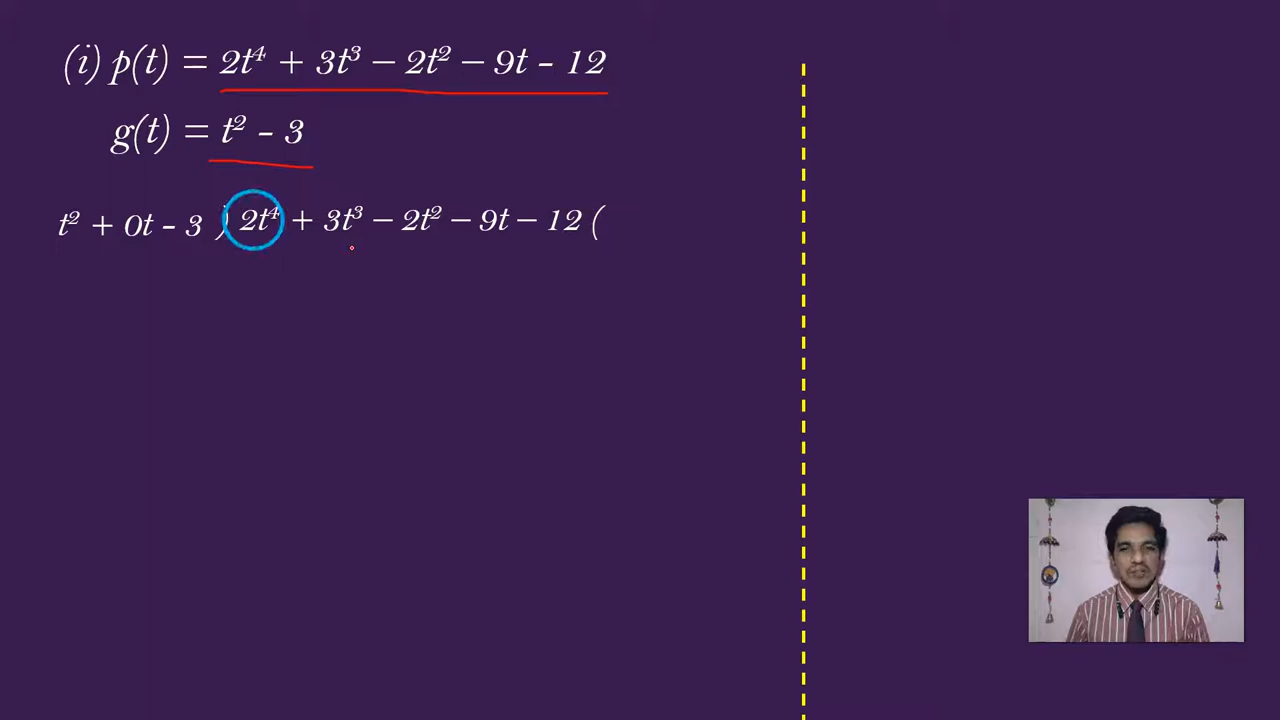 (i) p(t) = 2t⁴ + 3t³ − 2t² − 9t - 12
g(t) = t² - 3
t² + 0t - 3 ) 2t⁴ + 3t³ − 2t² − 9t − 12 (